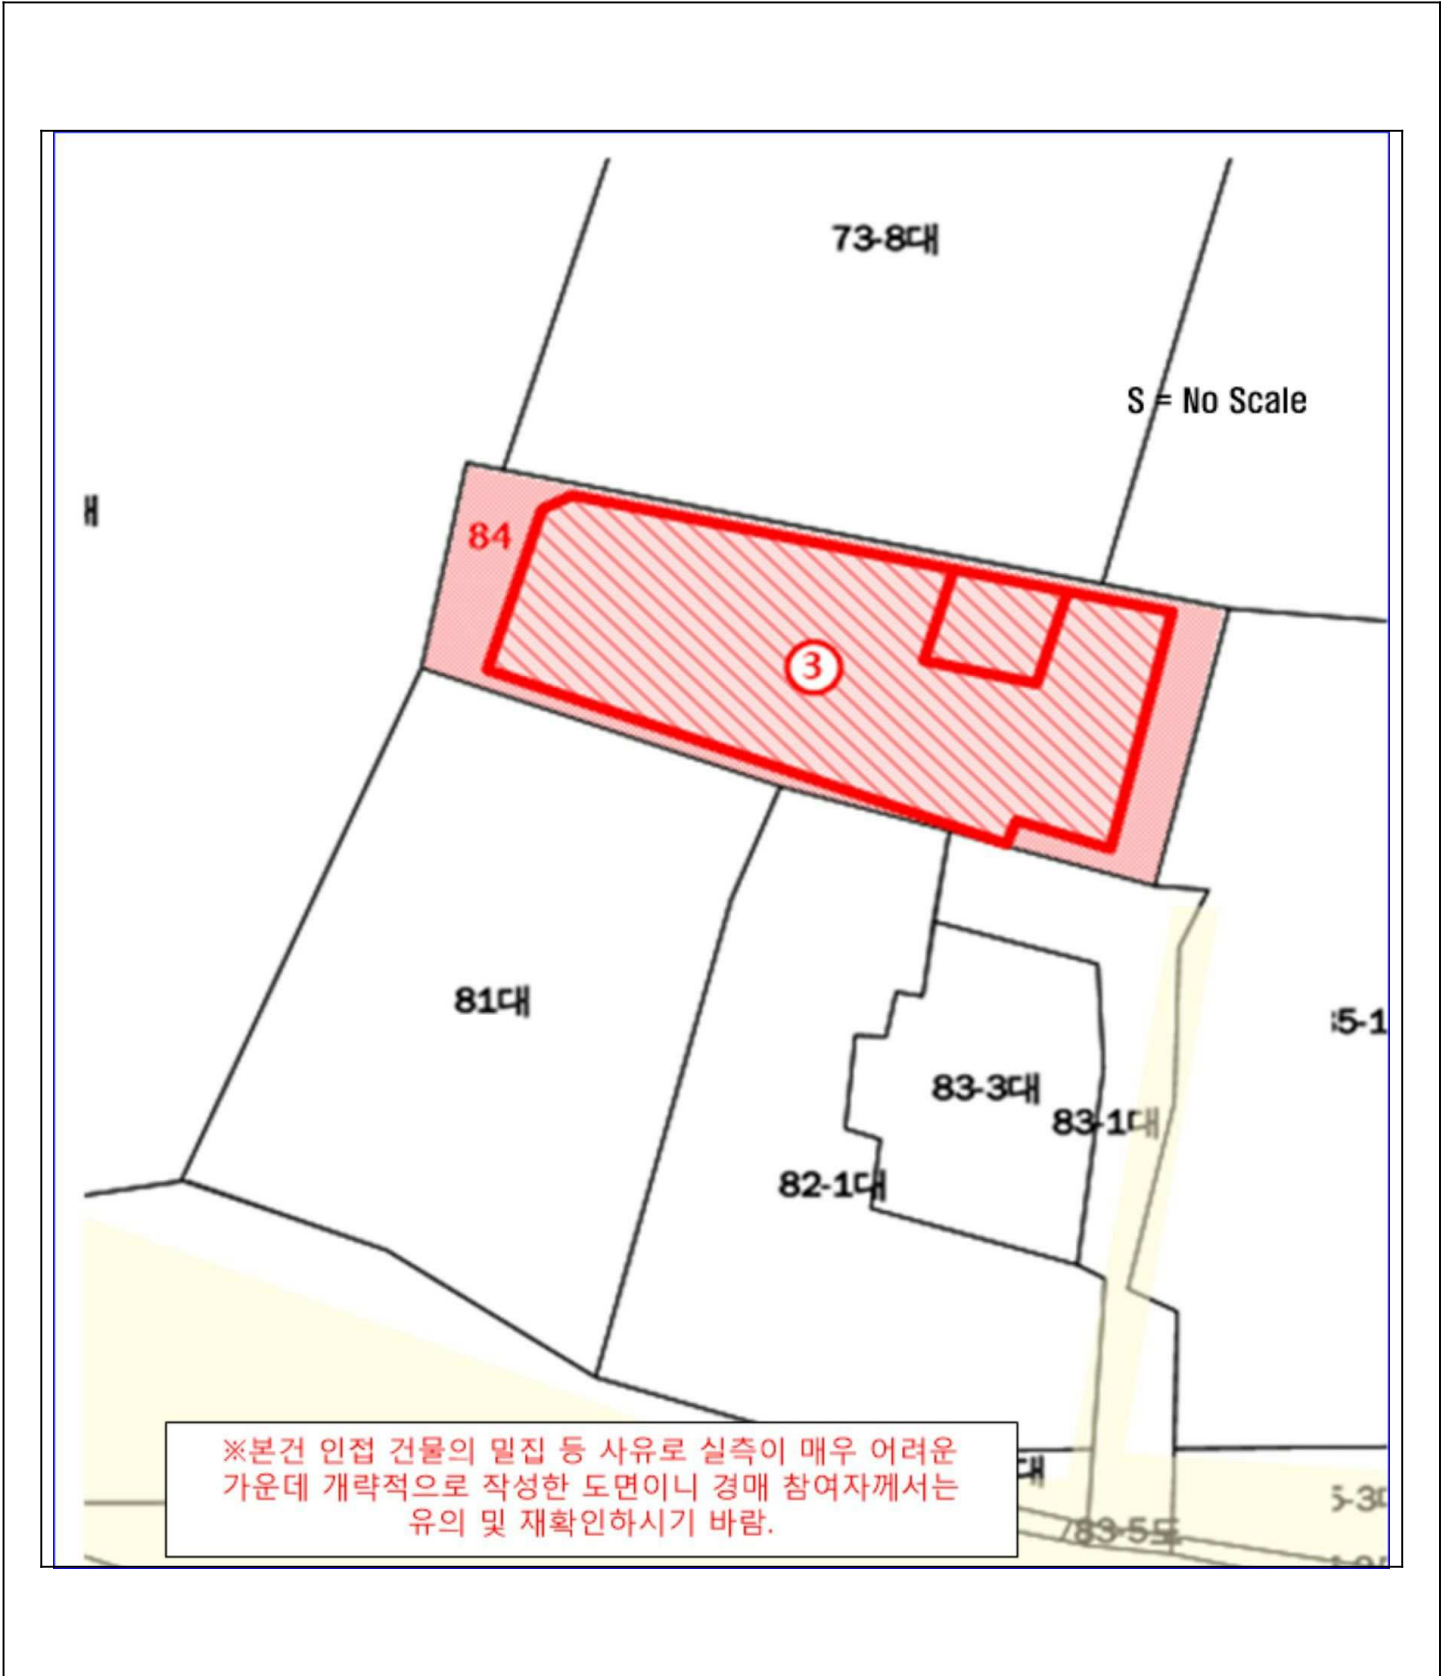 73-8대
S = No Scale
84
3
81대
83-3대
83-1대
82-1대
※본건 인접 건물의 밀집 등 사유로 실측이 매우 어려운
가운데 개략적으로 작성한 도면이니 경매 참여자께서는
유의 및 재확인하시기 바람.
대
83-5도